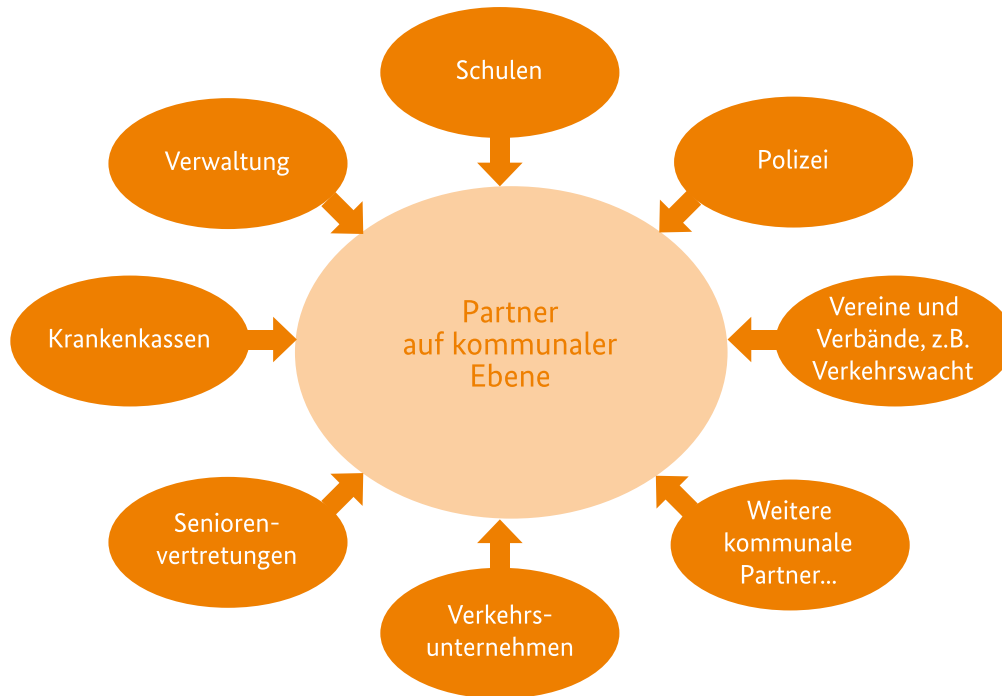 Schulen
Verwaltung
Polizei
Krankenkassen
Partner
auf kommunaler
Ebene
Vereine und
Verbände, z.B.
Verkehrswacht
Senioren-
vertretungen
Weitere
kommunale
Partner...
Verkehrs-
unternehmen